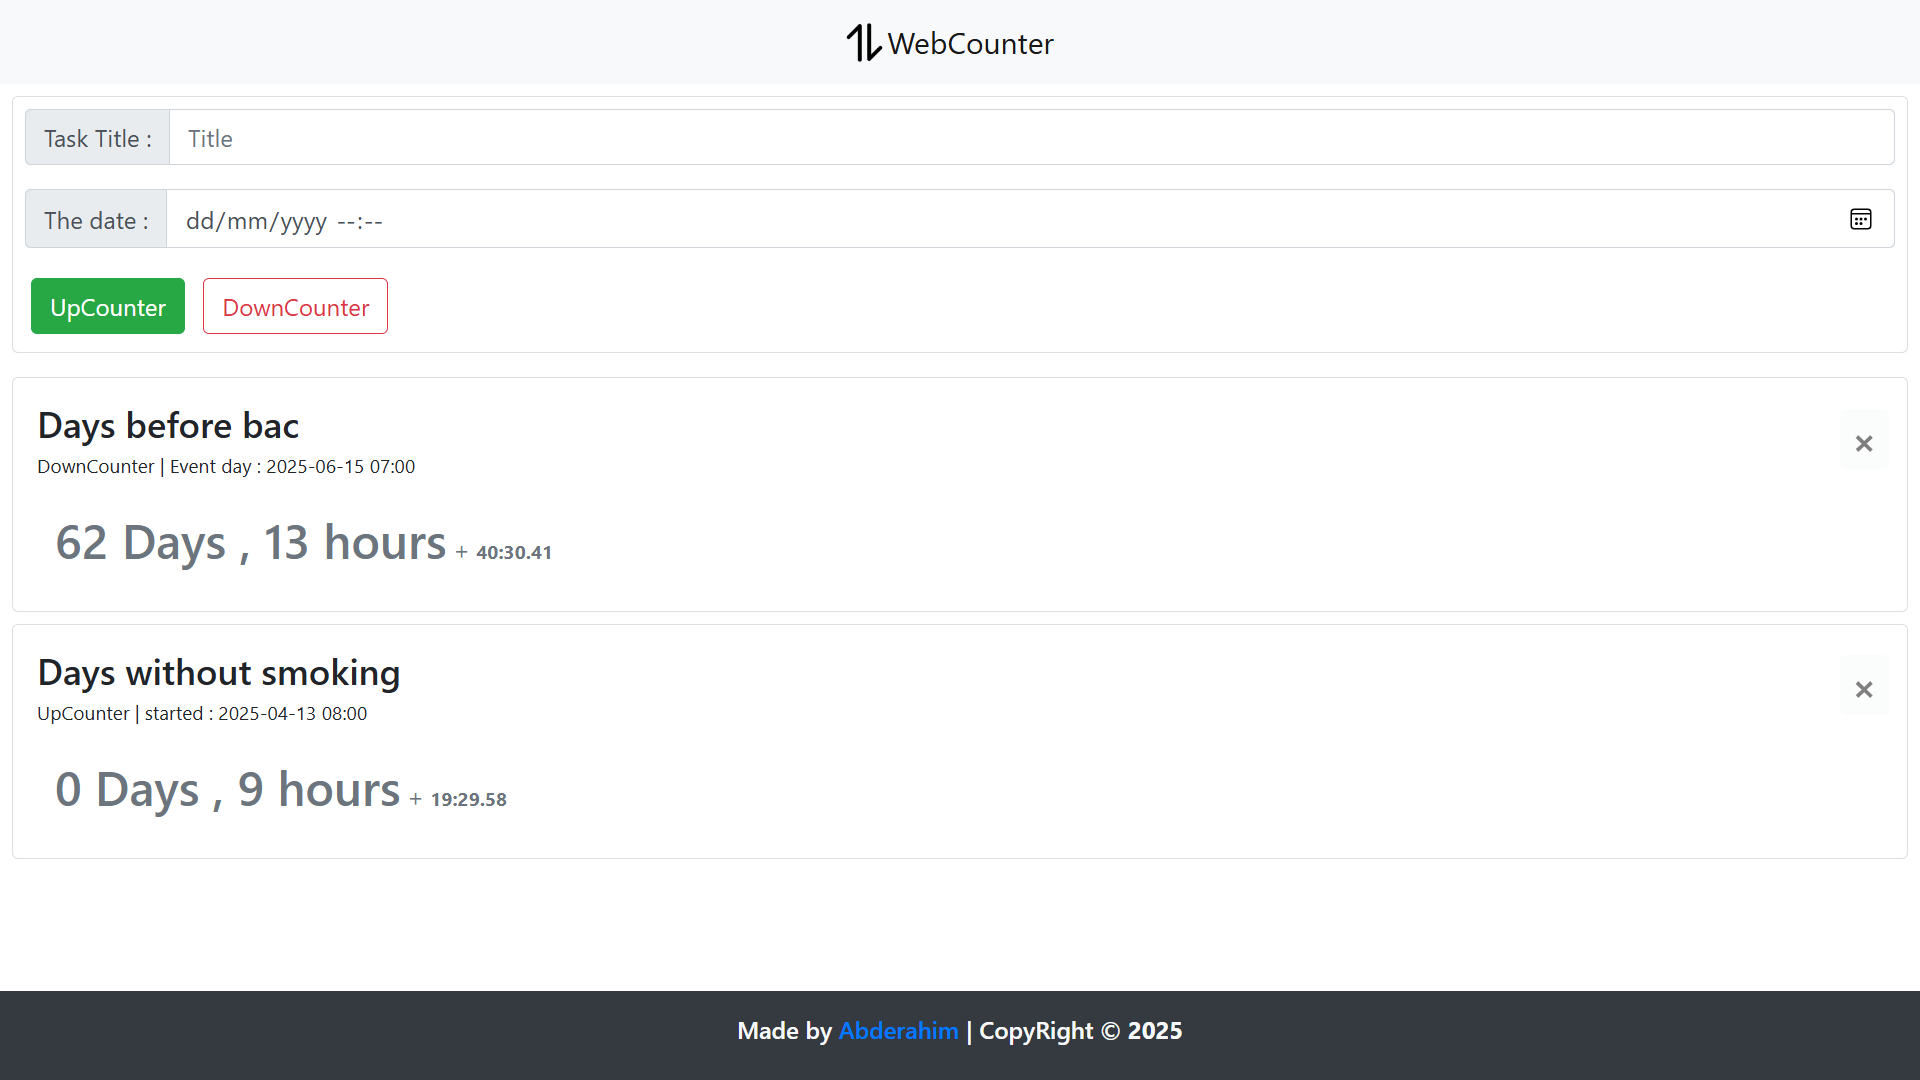 WebCounter
Task Title : Title
The date : dd/mm/yyyy --:--
UpCounter DownCounter
Days before bac
DownCounter | Event day : 2025-06-15 07:00
62 Days , 13 hours + 40:30.41
Days without smoking
UpCounter | started : 2025-04-13 08:00
0 Days , 9 hours + 19:29.58
Made by Abderahim | CopyRight © 2025